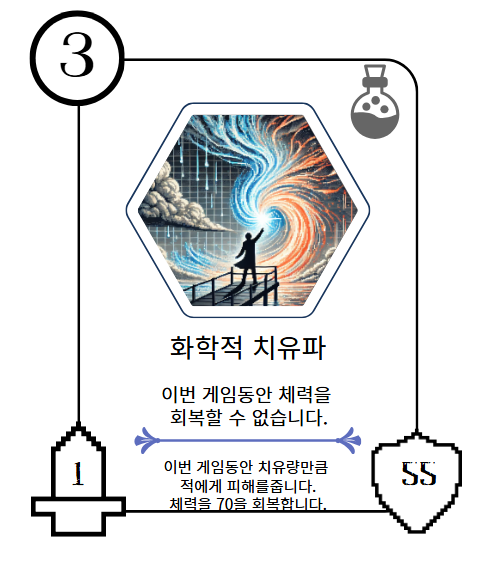 3
화학적 치유파
이번 게임동안 체력을
회복할 수 없습니다.
이번 게임동안 치유량만큼
적에게 피해를줍니다.
체력을 70을 회복합니다.
1
55